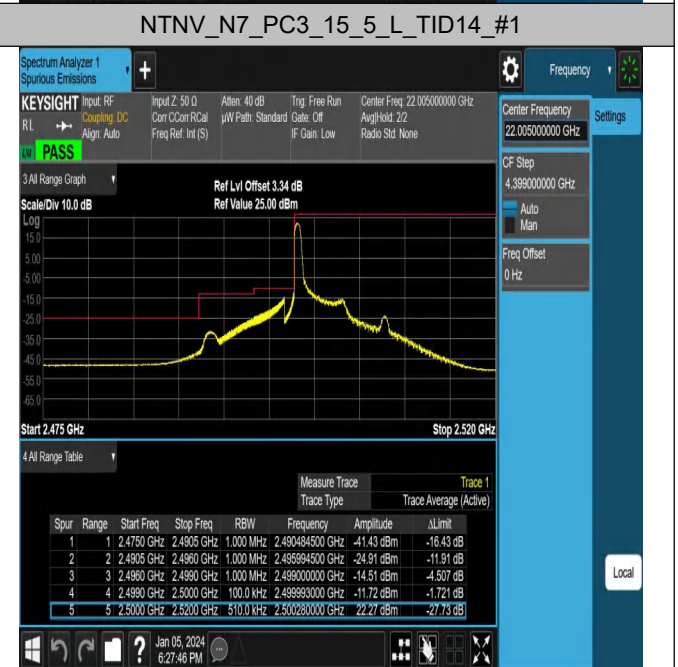 NTNV_N7_PC3_15_5_L_TID14_#1
Spectrum Analyzer 1
Spurious Emissions
+
Frequency
KEYSIGHT Input: RF Input Z: 50 Ω Atten: 40 dB Trig: Free Run Center Freq: 22.005000000 GHz
RL Coupling: DC Corr CCorr RCal µW Path: Standard Gate: Off Avg|Hold: 2/2
Align: Auto Freq Ref: Int (S) IF Gain: Low Radio Std: None
PASS
Center Frequency
22.005000000 GHz
Settings
CF Step
4.399000000 GHz
Auto
Man
Freq Offset
0 Hz
3 All Range Graph
Ref Lvl Offset 3.34 dB
Scale/Div 10.0 dB Ref Value 25.00 dBm
Log
15.0
5.00
-5.00
-15.0
-25.0
-35.0
-45.0
-55.0
-65.0
Start 2.475 GHz Stop 2.520 GHz
4 All Range Table
Measure Trace Trace 1
Trace Type Trace Average (Active)
Spur Range Start Freq Stop Freq RBW Frequency Amplitude ΔLimit
1 1 2.4750 GHz 2.4905 GHz 1.000 MHz 2.490484500 GHz -41.43 dBm -16.43 dB
2 2 2.4905 GHz 2.4960 GHz 1.000 MHz 2.495994500 GHz -24.91 dBm -11.91 dB
3 3 2.4960 GHz 2.4990 GHz 1.000 MHz 2.499000000 GHz -14.51 dBm -4.507 dB
4 4 2.4990 GHz 2.5000 GHz 100.0 kHz 2.499993000 GHz -11.72 dBm -1.721 dB
5 5 2.5000 GHz 2.5200 GHz 510.0 kHz 2.500280000 GHz 22.27 dBm -27.73 dB
Local
? Jan 05, 2024
6:27:46 PM